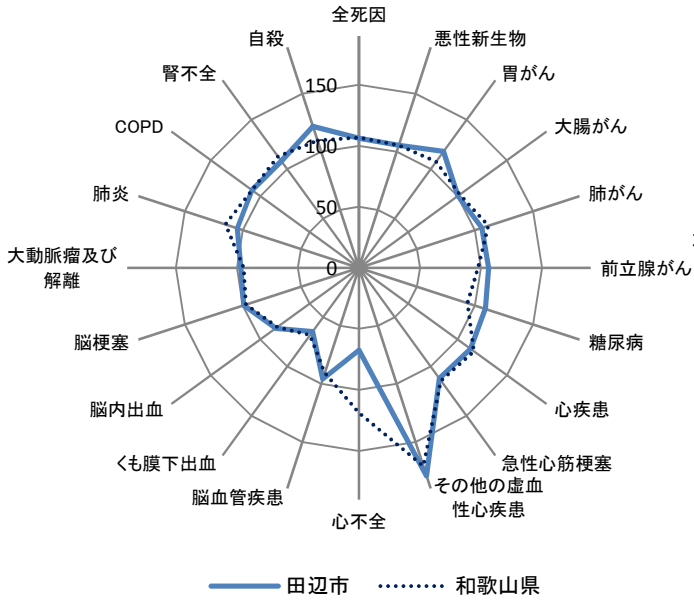 全死因
自殺
悪性新生物
腎不全
胃がん
150
COPD
大腸がん
100
肺炎
肺がん
50
大動脈瘤及び
解離
0
前立腺がん
脳梗塞
糖尿病
脳内出血
心疾患
くも膜下出血
急性心筋梗塞
脳血管疾患
その他の虚血
性心疾患
心不全
田辺市
和歌山県